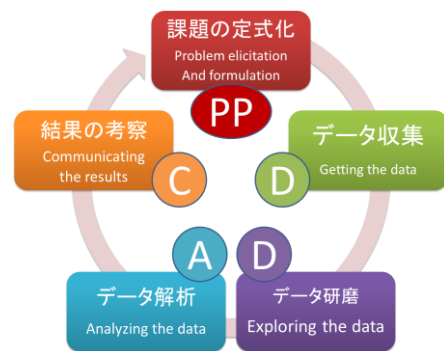 課題の定式化
Problem elicitation
And formulation
PP
データ収集
Getting the data
D
データ研磨
Exploring the data
D
データ解析
Analyzing the data
A
結果の考察
Communicating
the results
C